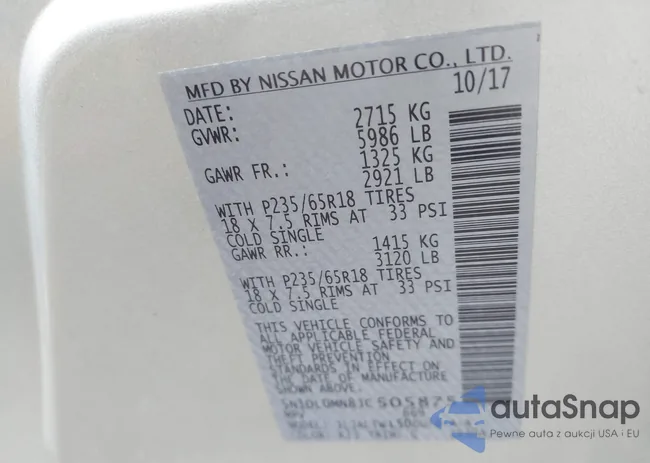 MFD BY NISSAN MOTOR CO., LTD.
DATE: 10/17
GVWR: 2715 KG
5986 LB
GAWR FR.: 1325 KG
2921 LB
WITH P235/65R18 TIRES
18 X 7.5 RIMS AT 33 PSI
COLD SINGLE
GAWR RR.: 1415 KG
3120 LB
WITH P235/65R18 TIRES
18 X 7.5 RIMS AT 33 PSI
COLD SINGLE
THIS VEHICLE CONFORMS TO
ALL APPLICABLE FEDERAL
MOTOR VEHICLE SAFETY AND
THEFT PREVENTION
STANDARDS IN EFFECT ON
THE DATE OF MANUFACTURE
SHOWN ABOVE.
MPV
autoSnap
Pewne auto z aukcji USA i EU